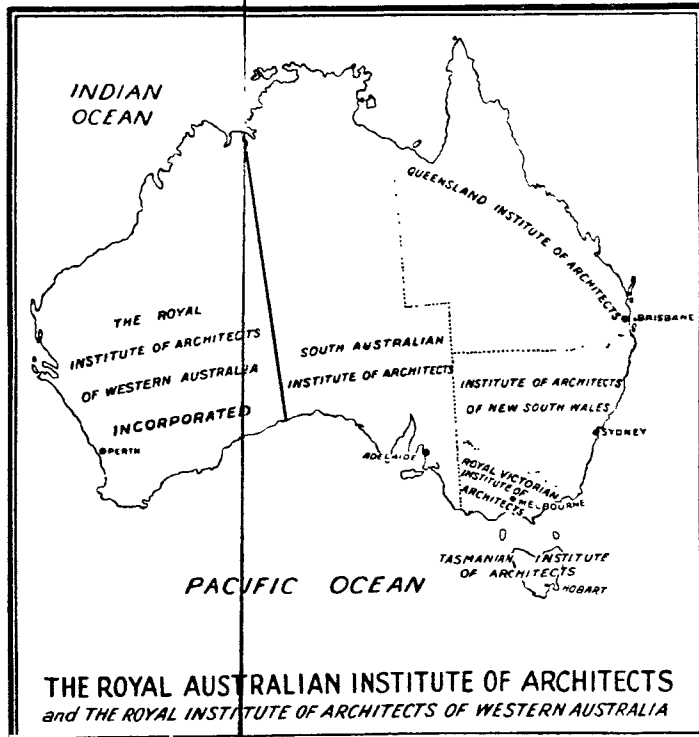 INDIAN
OCEAN
QUEENSLAND INSTITUTE OF ARCHITECTS
BRISBANE
THE ROYAL
INSTITUTE OF ARCHITECTS
OF WESTERN AUSTRALIA
INCORPORATED
PERTH
SOUTH AUSTRALIAN
INSTITUTE OF ARCHITECTS
ADELAIDE
INSTITUTE OF ARCHITECTS
OF NEW SOUTH WALES
SYDNEY
ROYAL VICTORIAN
INSTITUTE OF
ARCHITECTS
MELBOURNE
TASMANIAN INSTITUTE
OF ARCHITECTS
HOBART
PACIFIC OCEAN
THE ROYAL AUSTRALIAN INSTITUTE OF ARCHITECTS
and THE ROYAL INSTITUTE OF ARCHITECTS OF WESTERN AUSTRALIA